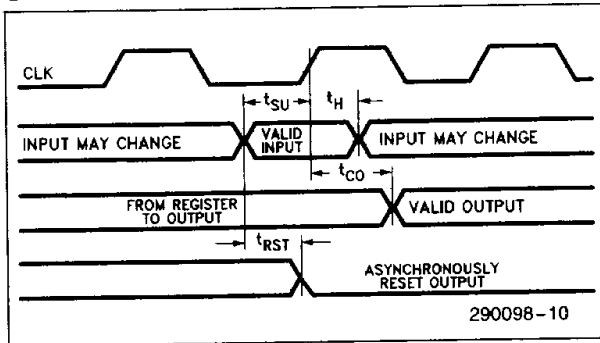 CLK
tSU
tH
INPUT MAY CHANGE
VALID
INPUT
INPUT MAY CHANGE
tCO
FROM REGISTER
TO OUTPUT
VALID OUTPUT
tRST
ASYNCHRONOUSLY
RESET OUTPUT
290098-10